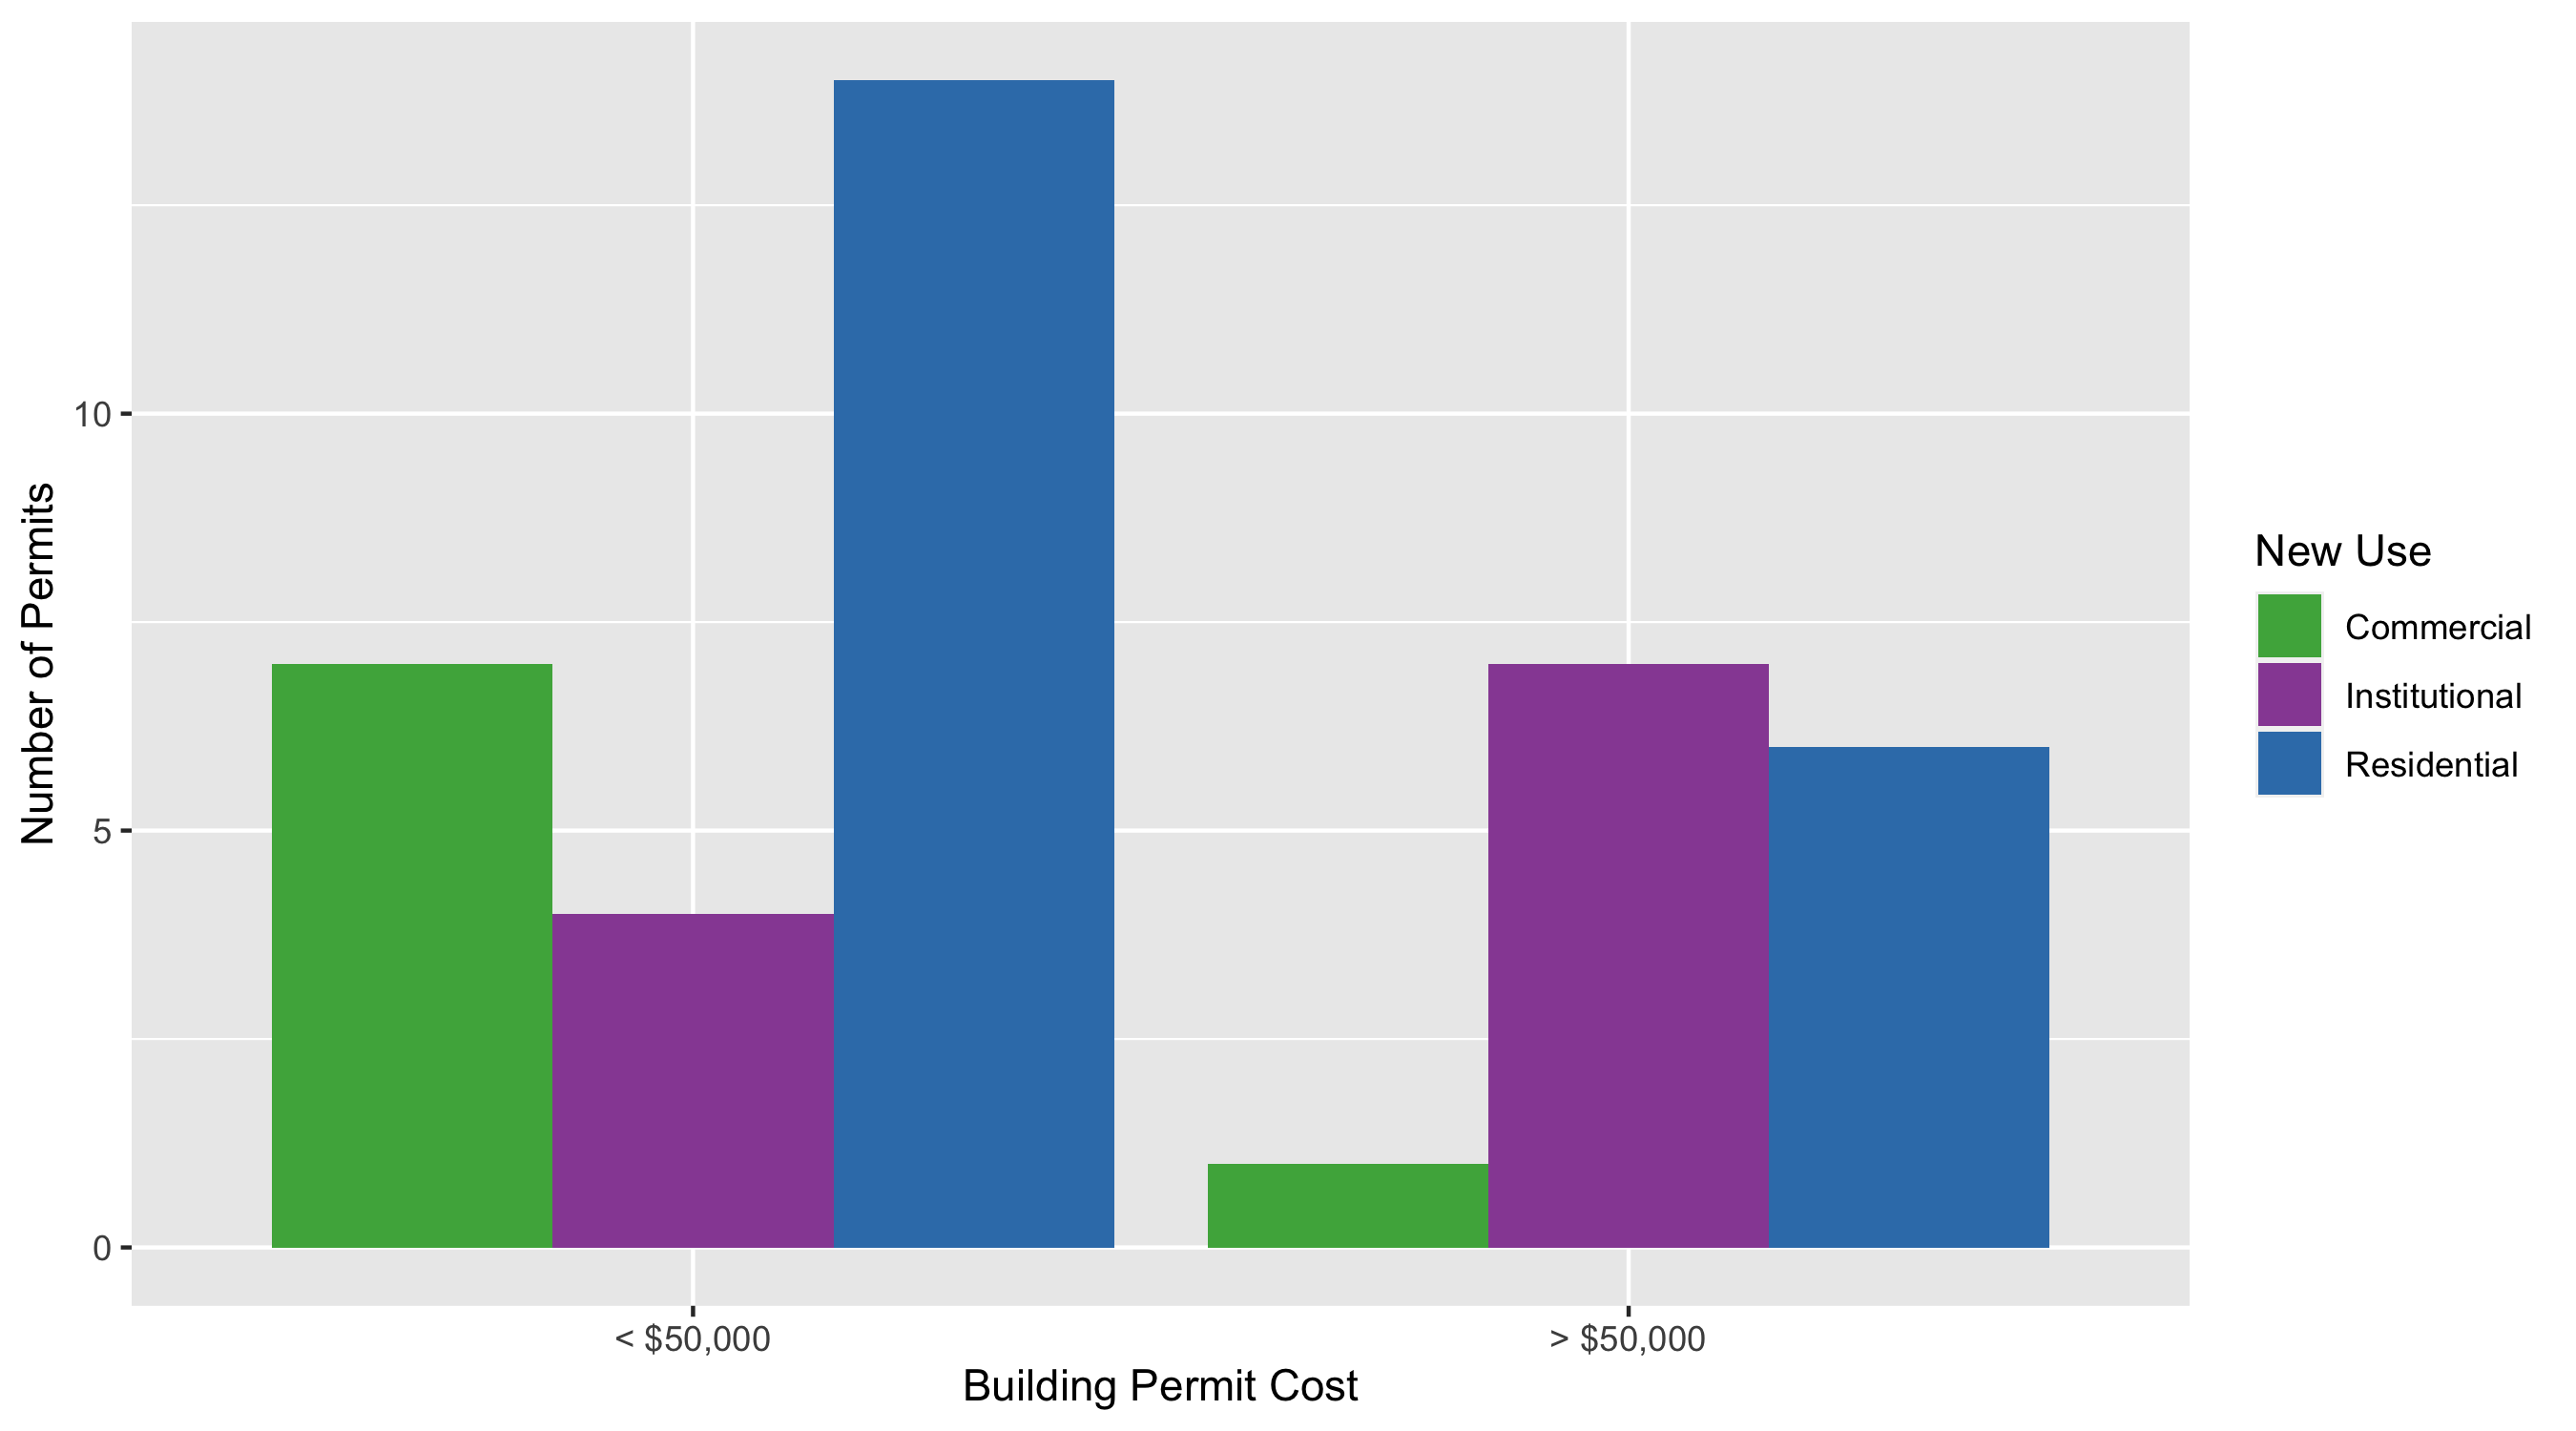 10
5
0
Number of Permits
< $50,000
> $50,000
Building Permit Cost
New Use
Commercial
Institutional
Residential